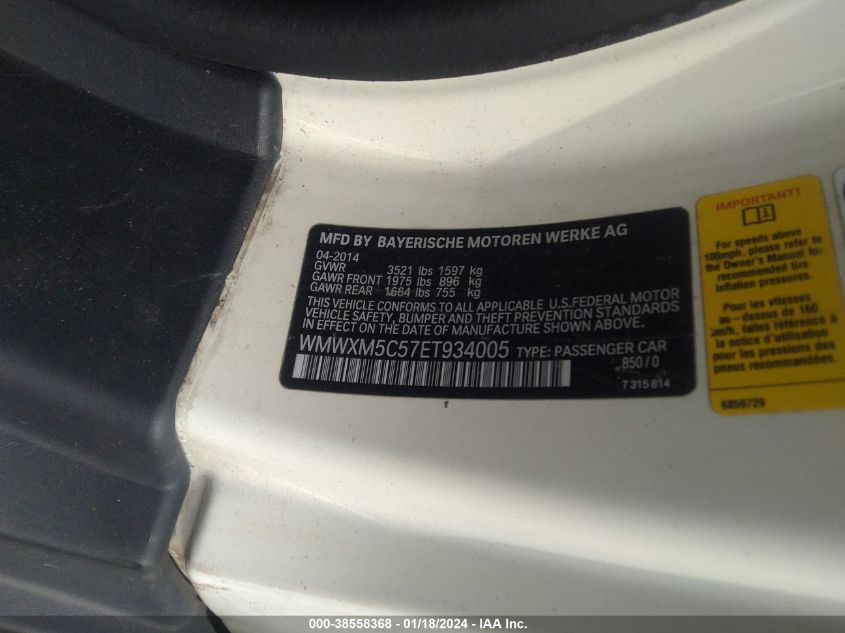 MFD BY BAYERISCHE MOTOREN WERKE AG
04-2014
GVWR 3521 lbs 1597 kg
GAWR FRONT 1975 lbs 896 kg
GAWR REAR 1664 lbs 755 kg
THIS VEHICLE CONFORMS TO ALL APPLICABLE U.S.FEDERAL MOTOR
VEHICLE SAFETY, BUMPER AND THEFT PREVENTION STANDARDS
IN EFFECT ON THE DATE OF MANUFACTURE SHOWN ABOVE.
WMWXM5C57ET934005 TYPE: PASSENGER CAR
850/0
7 315 814
IMPORTANT!
For speeds above
100mph, please refer to
the Owner's Manual for
recommended tire
inflation pressures.
Pour les vitesses
au-dessus de 160
km/h, faites référence à
la notice d'utilisation
pour les pressions
recommendées.
6859729
000-38558368 - 01/18/2024 - IAA Inc.